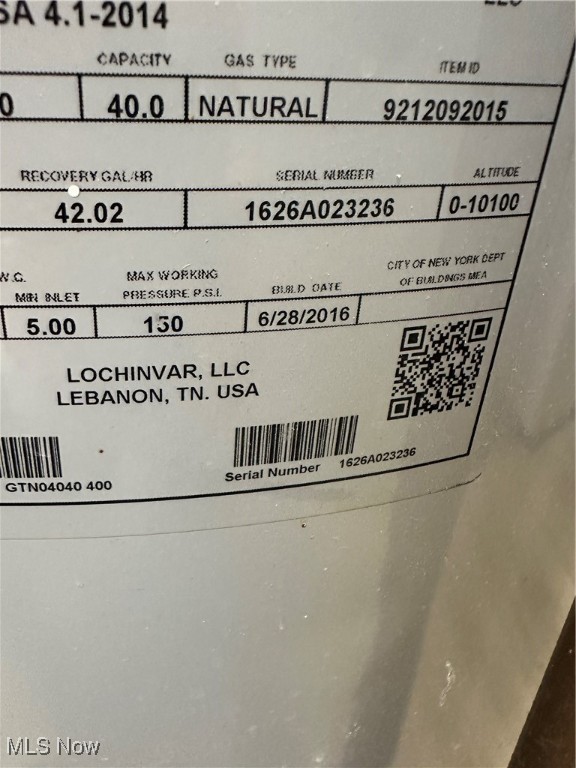 SA 4.1-2014
CAPACITY GAS TYPE ITEM ID
0 40.0 NATURAL 9212092015
RECOVERY GAL/HR SERIAL NUMBER ALTITUDE
42.02 1626A023236 0-10100
W.C. MAX WORKING CITY OF NEW YORK DEPT
MIN INLET PRESSURE P.S.I. BUILD DATE OF BUILDINGS MEA
5.00 150 6/28/2016
LOCHINVAR, LLC
LEBANON, TN. USA
GTN04040 400 Serial Number 1626A023236
MLS Now